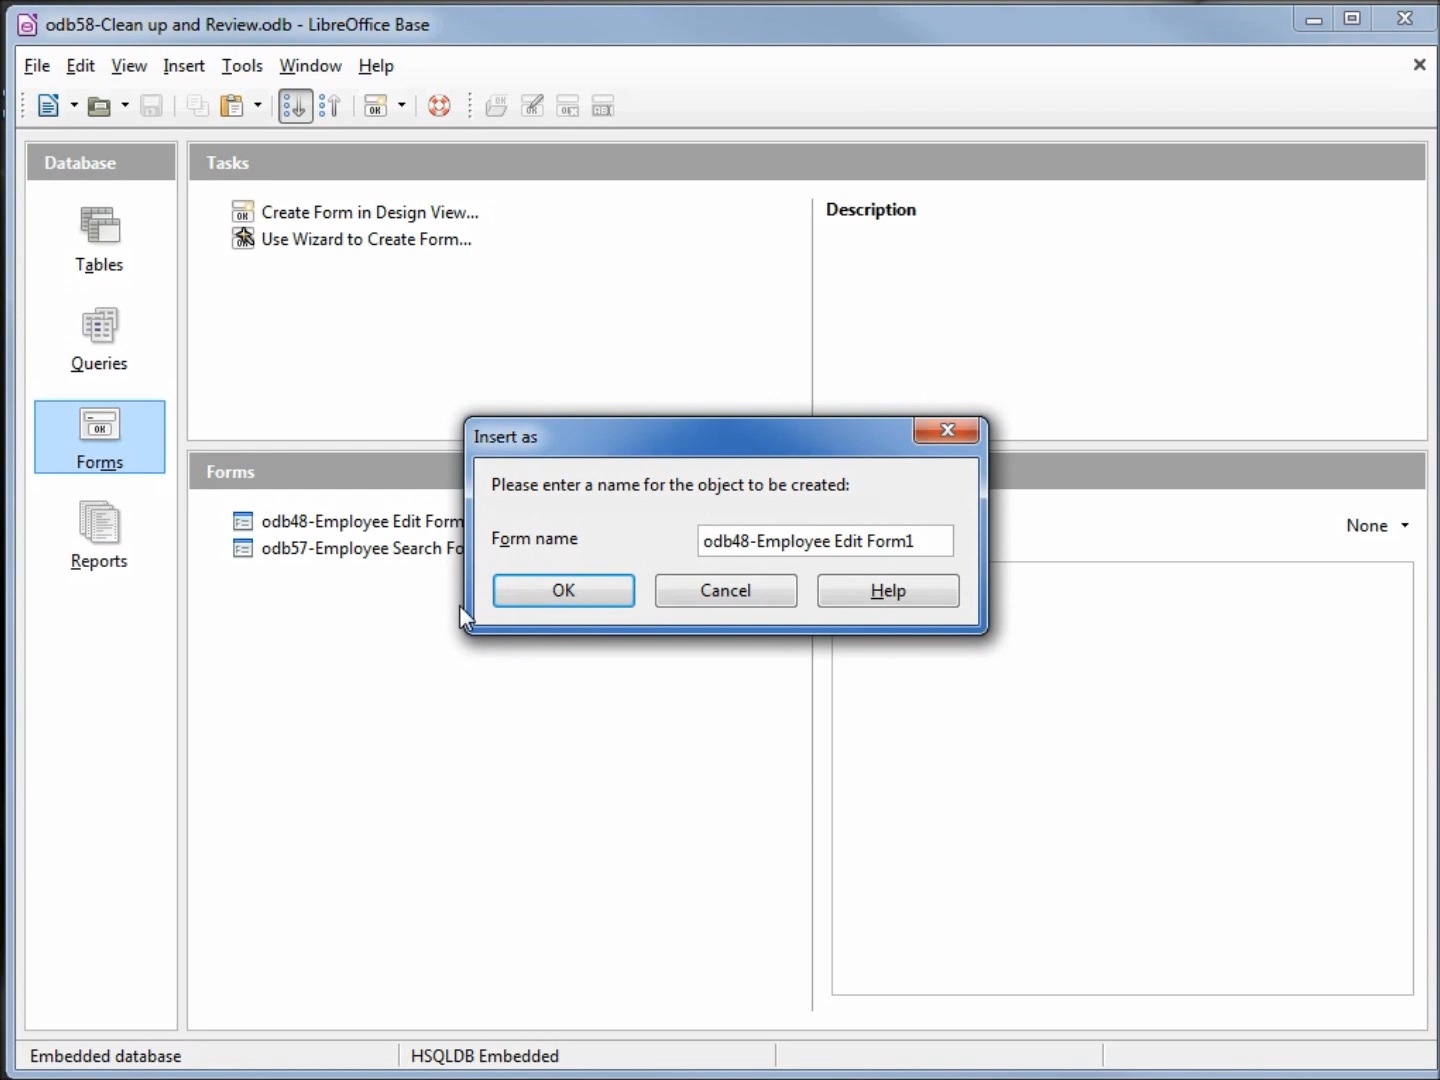 odb58-Clean up and Review.odb - LibreOffice Base
File Edit View Insert Tools Window Help
Database
Tasks
Create Form in Design View...
Use Wizard to Create Form...
Description
Tables
Queries
Forms
Reports
Forms
odb48-Employee Edit Form
odb57-Employee Search Fo
None
Insert as
Please enter a name for the object to be created:
Form name
odb48-Employee Edit Form1
OK Cancel Help
Embedded database
HSQLDB Embedded